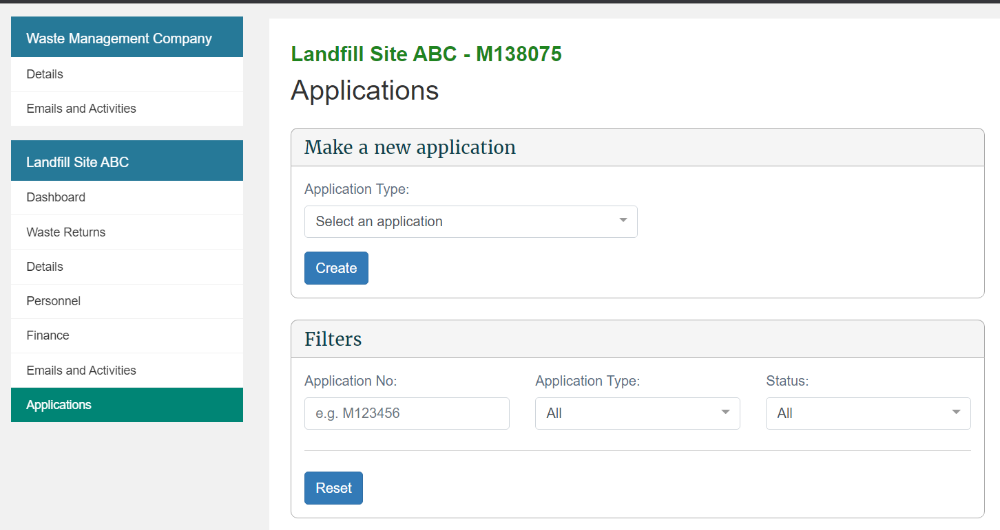 Waste Management Company
Details
Emails and Activities
Landfill Site ABC
Dashboard
Waste Returns
Details
Personnel
Finance
Emails and Activities
Applications
Landfill Site ABC - M138075
Applications
Make a new application
Application Type:
Select an application
Create
Filters
Application No: Application Type: Status:
e.g. M123456 All All
Reset